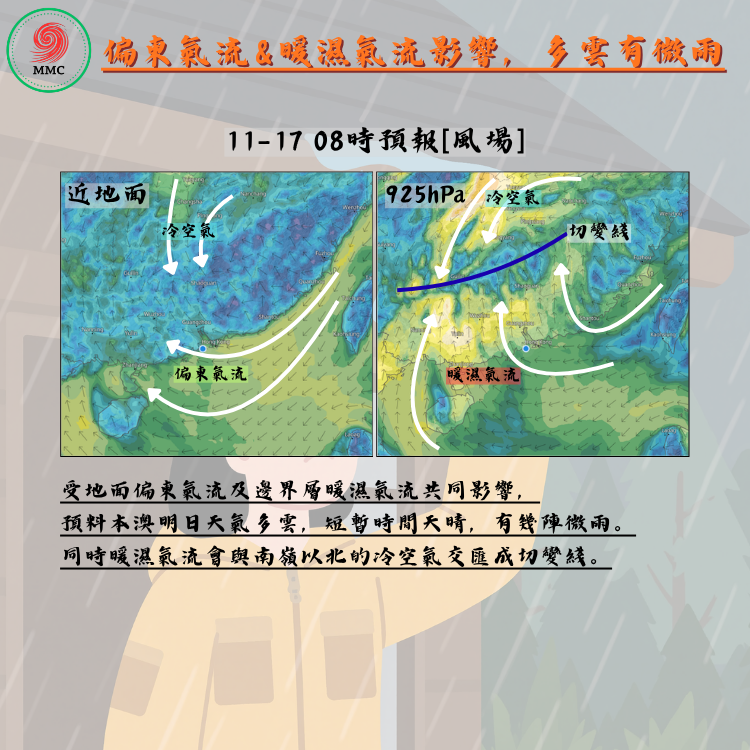 MMC
偏東氣流&暖濕氣流影響，多雲有微雨
11-17 08時預報[風場]
近地面
冷空氣
偏東氣流
925hPa
冷空氣
切變綫
暖濕氣流
受地面偏東氣流及邊界層暖濕氣流共同影響，
預料本澳明日天氣多雲，短暫時間天晴，有幾陣微雨。
同時暖濕氣流會與南嶺以北的冷空氣交匯成切變綫。